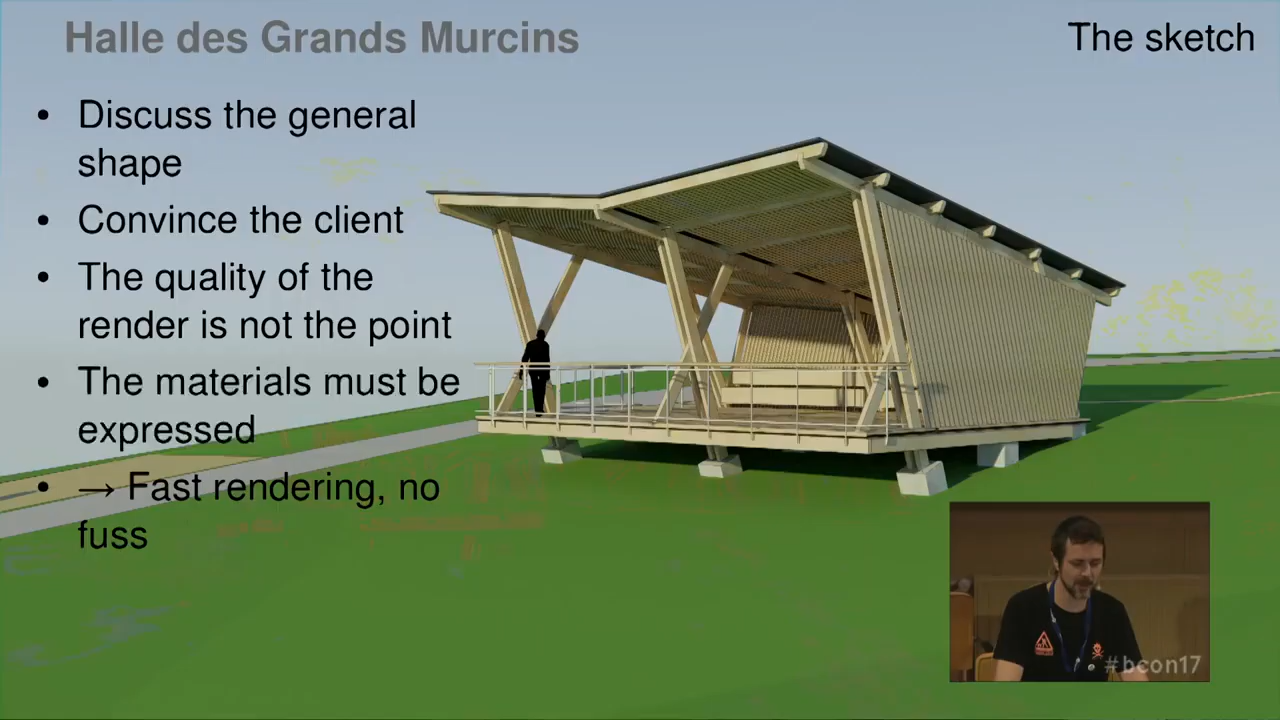 Halle des Grands Murcins
The sketch
• Discuss the general
shape
• Convince the client
• The quality of the
render is not the point
• The materials must be
expressed
• → Fast rendering, no
fuss
#bcon17